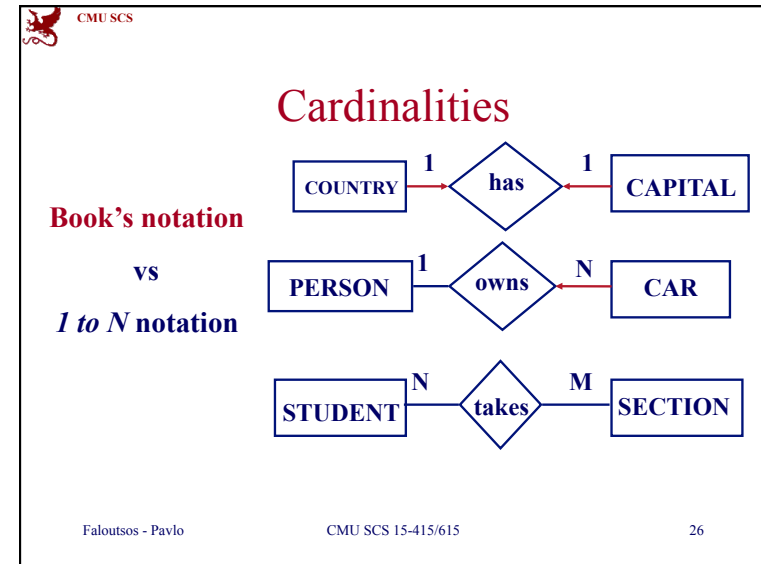 CMU SCS
Cardinalities
1 1
COUNTRY has CAPITAL
Book's notation
vs
1 to N notation
1 N
PERSON owns CAR
N M
STUDENT takes SECTION
Faloutsos - Pavlo CMU SCS 15-415/615 26